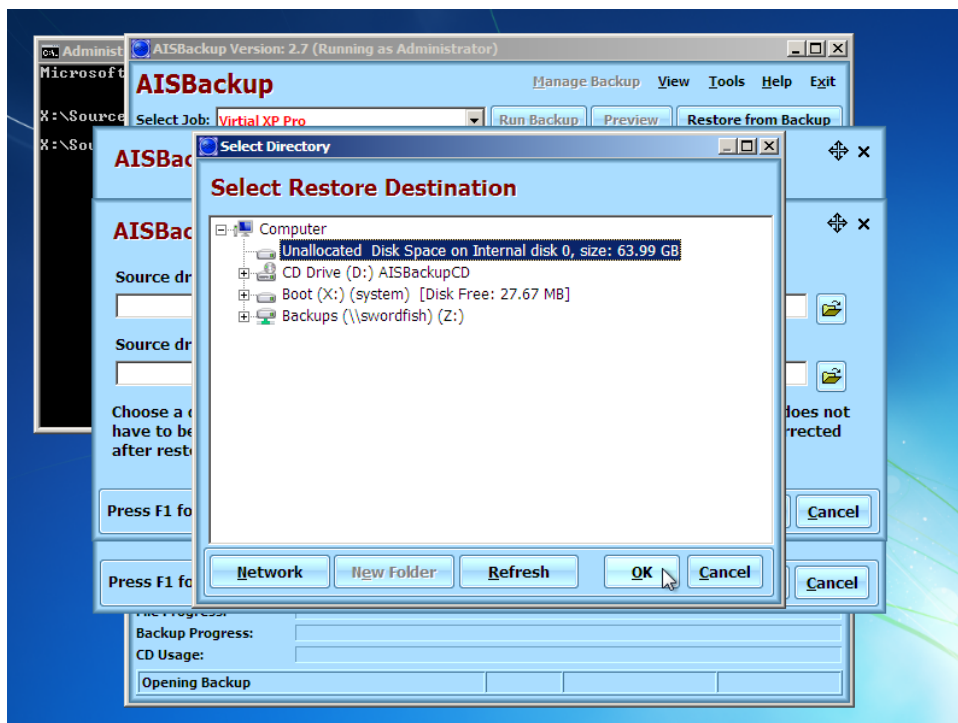 Administ
AISBackup Version: 2.7 (Running as Administrator)
Microsoft
AISBackup
Manage Backup View Tools Help Exit
X:\Source
Select Job: Virtial XP Pro Run Backup Preview Restore from Backup
X:\Sou
AISBac
Select Directory
Select Restore Destination
Computer
Unallocated Disk Space on Internal disk 0, size: 63.99 GB
CD Drive (D:) AISBackupCD
Boot (X:) (system) [Disk Free: 27.67 MB]
Backups (\\swordfish) (Z:)
AISBac
Source dr
Source dr
Choose a does not
have to be rrected
after rest
Press F1 fo Cancel
Network New Folder Refresh OK Cancel
Press F1 fo Cancel
Backup Progress:
CD Usage:
Opening Backup